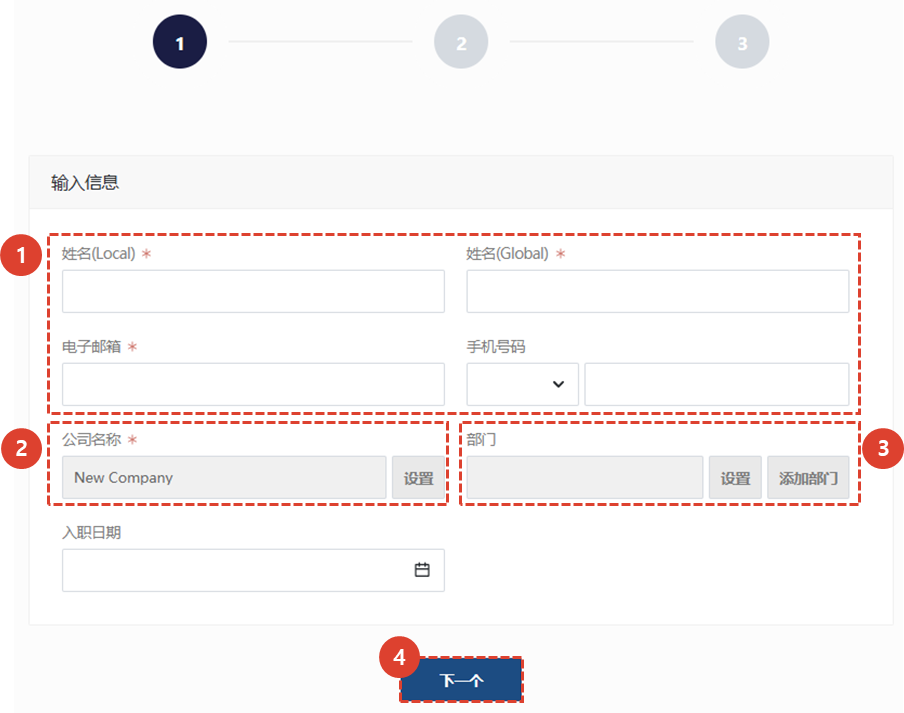 1 2 3
输入信息
1
姓名(Local) * 姓名(Global) *
电子邮箱 * 手机号码
2
公司名称 * 部门
3
New Company 设置 设置 添加部门
入职日期
4
下一个